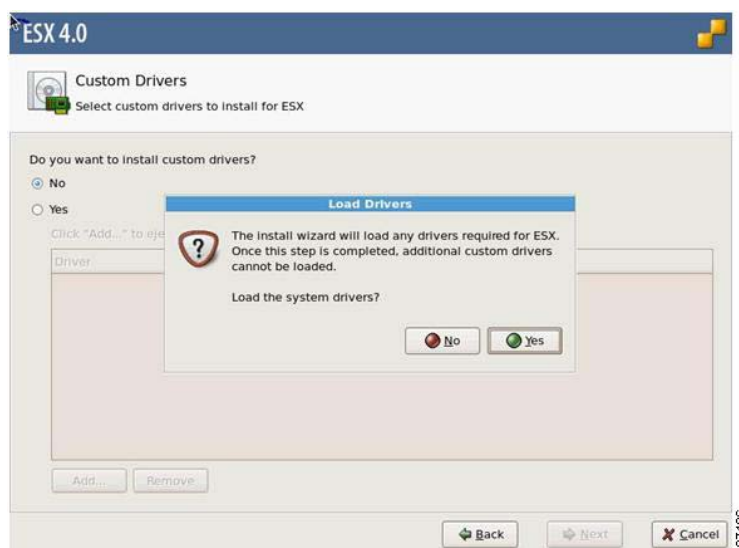 ESX 4.0
Custom Drivers
Select custom drivers to install for ESX
Do you want to install custom drivers?
No
Yes
Click "Add..." to eje
Driver
Load Drivers
The install wizard will load any drivers required for ESX.
Once this step is completed, additional custom drivers
cannot be loaded.
Load the system drivers?
No
Yes
Add...
Remove
Back
Next
Cancel